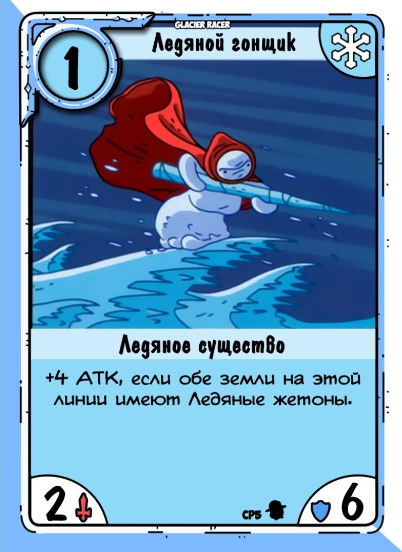 GLACIER RACER
1
Ледяной гонщик
Ледяное существо
+4 АТК, если обе земли на этой
линии имеют Ледяные жетоны.
2
CP5
6